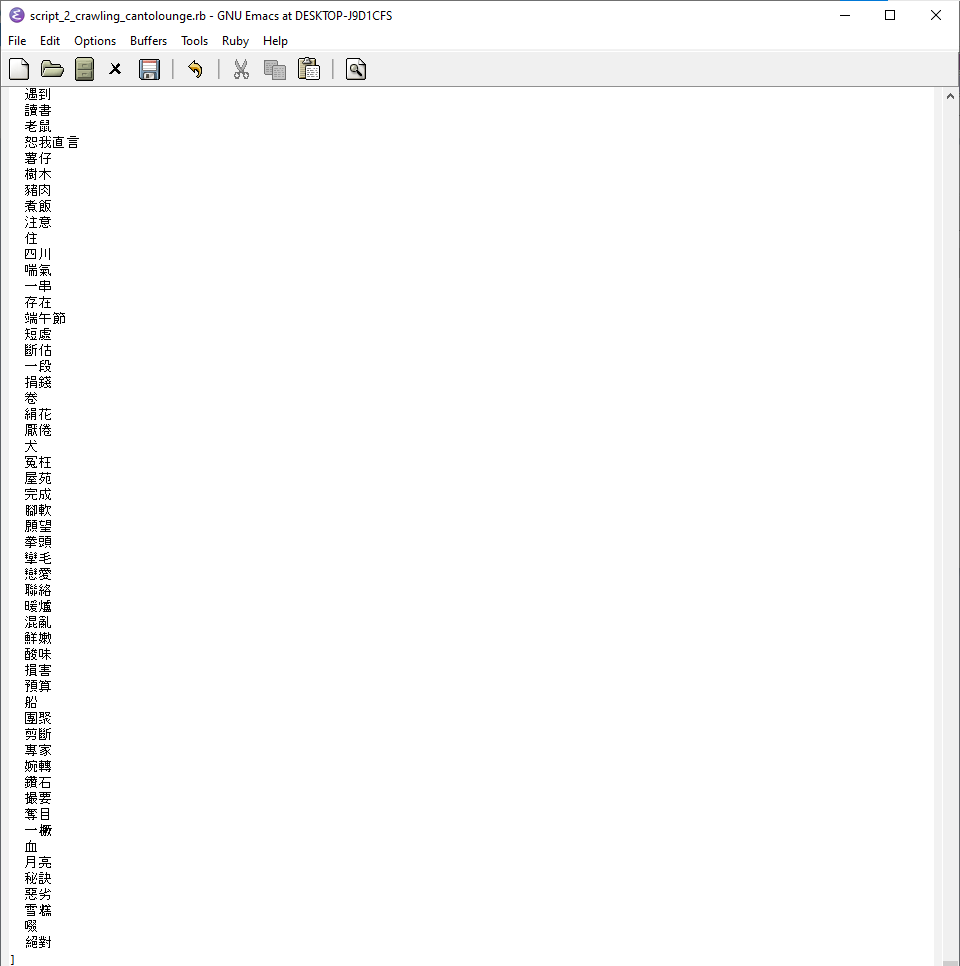 script_2_crawling_cantolounge.rb - GNU Emacs at DESKTOP-J9D1CFS
File Edit Options Buffers Tools Ruby Help
遇到
讀書
老鼠
恕我直言
薯仔
樹木
豬肉
煮飯
注意
住
四川
喘氣
一串
存在
端午節
短處
斷估
一段
捐錢
卷
絹花
厭倦
犬
冤枉
屋苑
完成
腳軟
願望
拳頭
攣毛
戀愛
聯絡
暖爐
混亂
鮮嫩
酸味
損害
預算
船
團聚
剪斷
專家
婉轉
鑽石
撮要
奪目
一橛
血
月亮
秘訣
惡劣
雪糕
啜
絕對
]